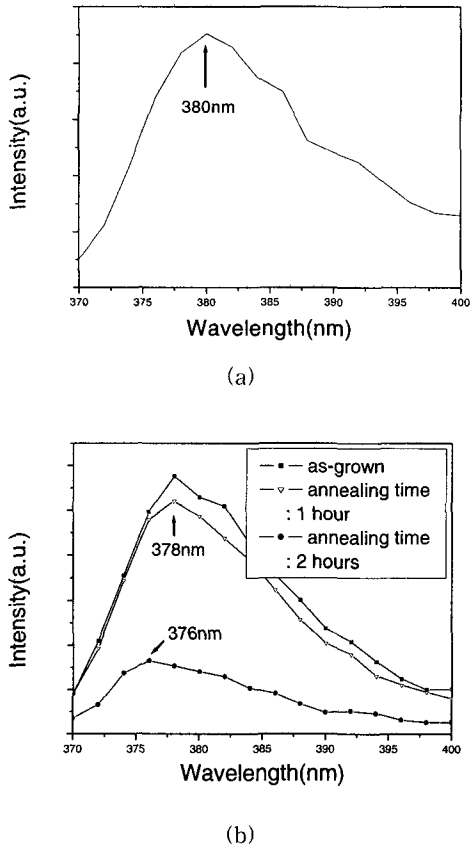 Intensity(a.u.)
380nm
370 375 380 385 390 395 400
Wavelength(nm)
(a)
Intensity(a.u.)
as-grown
annealing time
: 1 hour
annealing time
: 2 hours
378nm
376nm
370 375 380 385 390 395 400
Wavelength(nm)
(b)